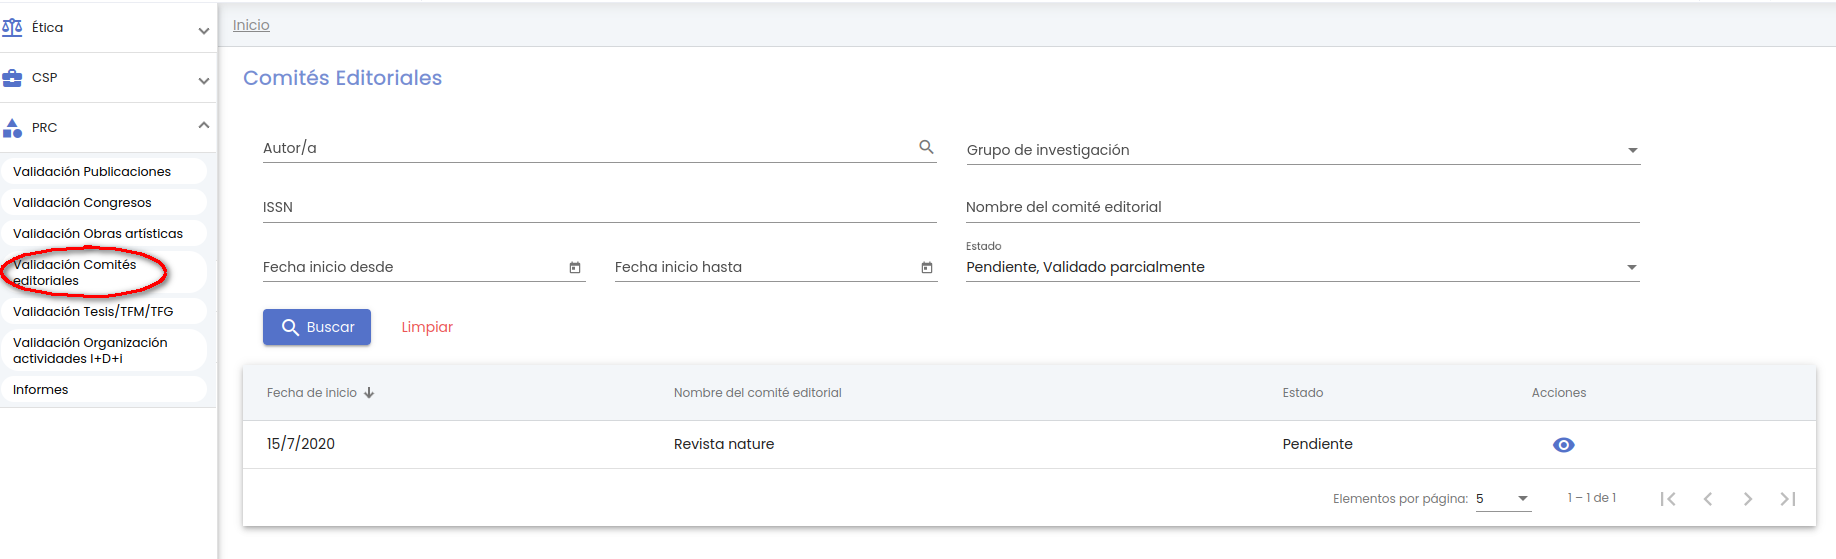 Ética
CSP
PRC
Validación Publicaciones
Validación Congresos
Validación Obras artísticas
Validación Comités
editoriales
Validación Tesis/TFM/TFG
Validación Organización
actividades I+D+i
Informes
Inicio
Comités Editoriales
Autor/a
Grupo de investigación
ISSN
Nombre del comité editorial
Fecha inicio desde
Fecha inicio hasta
Estado
Pendiente, Validado parcialmente
Buscar
Limpiar
Fecha de inicio Nombre del comité editorial Estado Acciones
15/7/2020 Revista nature Pendiente
Elementos por página: 5 1 – 1 de 1